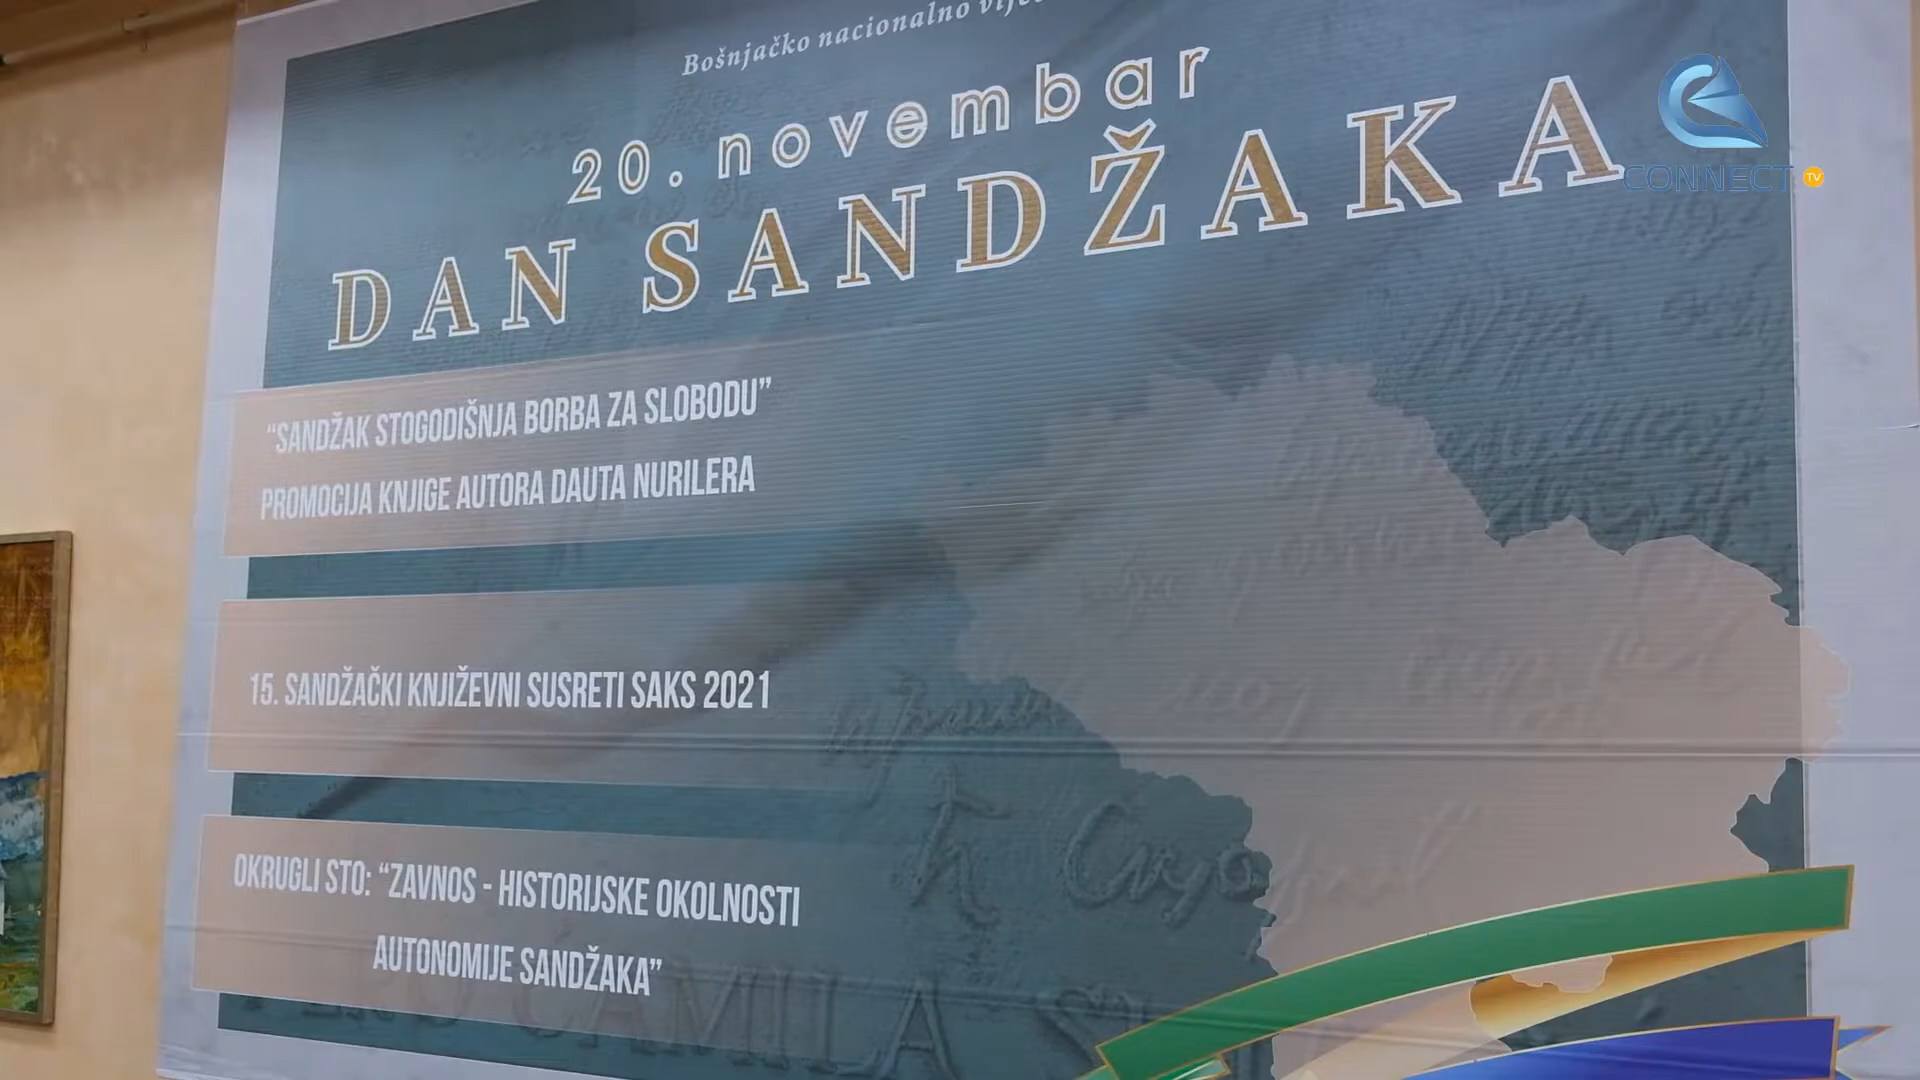 Bošnjačko nacionalno
20. novembar
DAN SANDŽAKA
CONNECT TV
“SANDŽAK STOGODIŠNJA BORBA ZA SLOBODU”
PROMOCIJA KNJIGE AUTORA DAUTA NURILERA
15. SANDŽAČKI KNJIŽEVNI SUSRETI SAKS 2021
OKRUGLI STO: “ZAVNOS - HISTORIJSKE OKOLNOSTI
AUTONOMIJE SANDŽAKA”